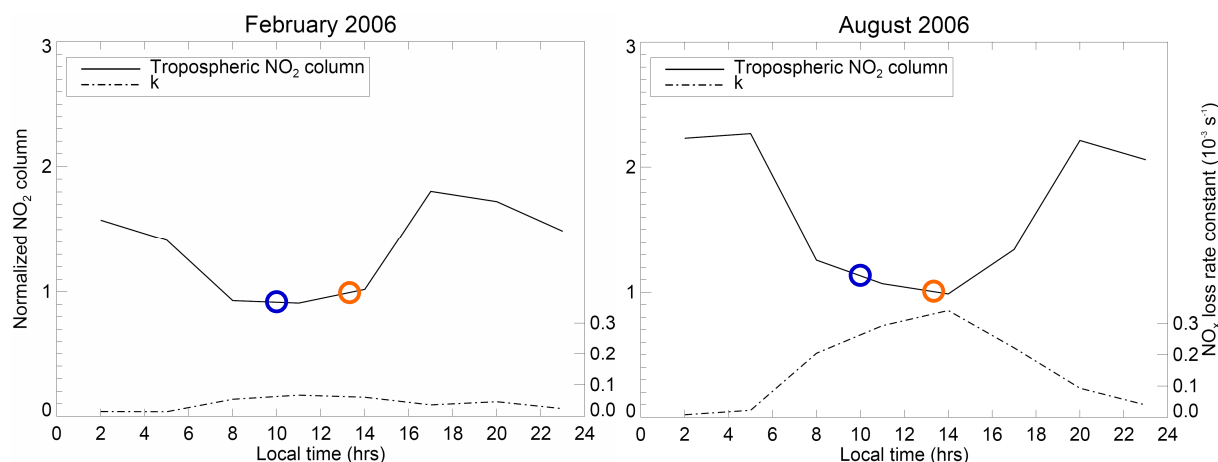 February 2006
3
2
1
0
Normalized NO₂ column
Tropospheric NO₂ column
k
0.3
0.2
0.1
0.0
0 2 4 6 8 10 12 14 16 18 20 22 24
Local time (hrs)
August 2006
3
2
1
0
Tropospheric NO₂ column
k
0.3
0.2
0.1
0.0
NOₓ loss rate constant (10⁻³ s⁻¹)
0 2 4 6 8 10 12 14 16 18 20 22 24
Local time (hrs)